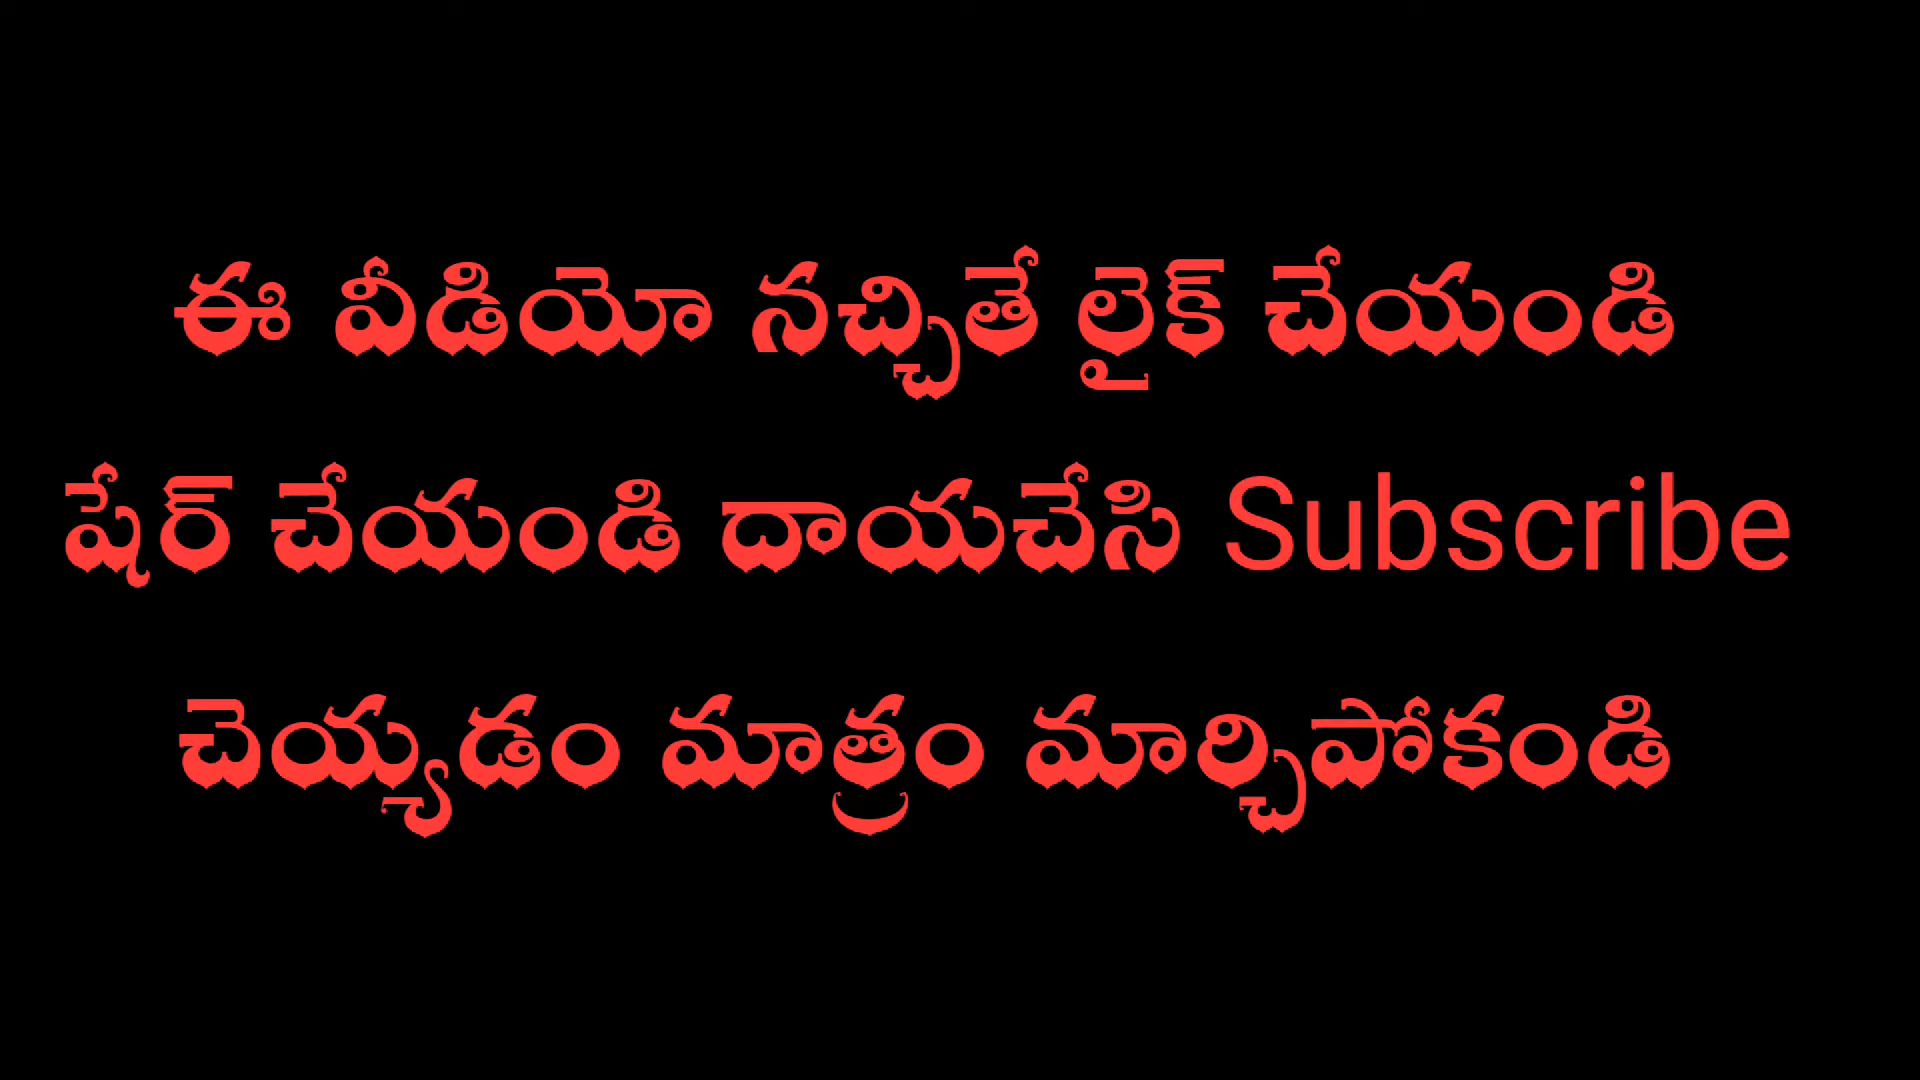 ఈ వీడియో నచ్చితే లైక్ చేయండి
షేర్ చేయండి దాయచేసి Subscribe
చెయ్యడం మాత్రం మార్చిపోకండి